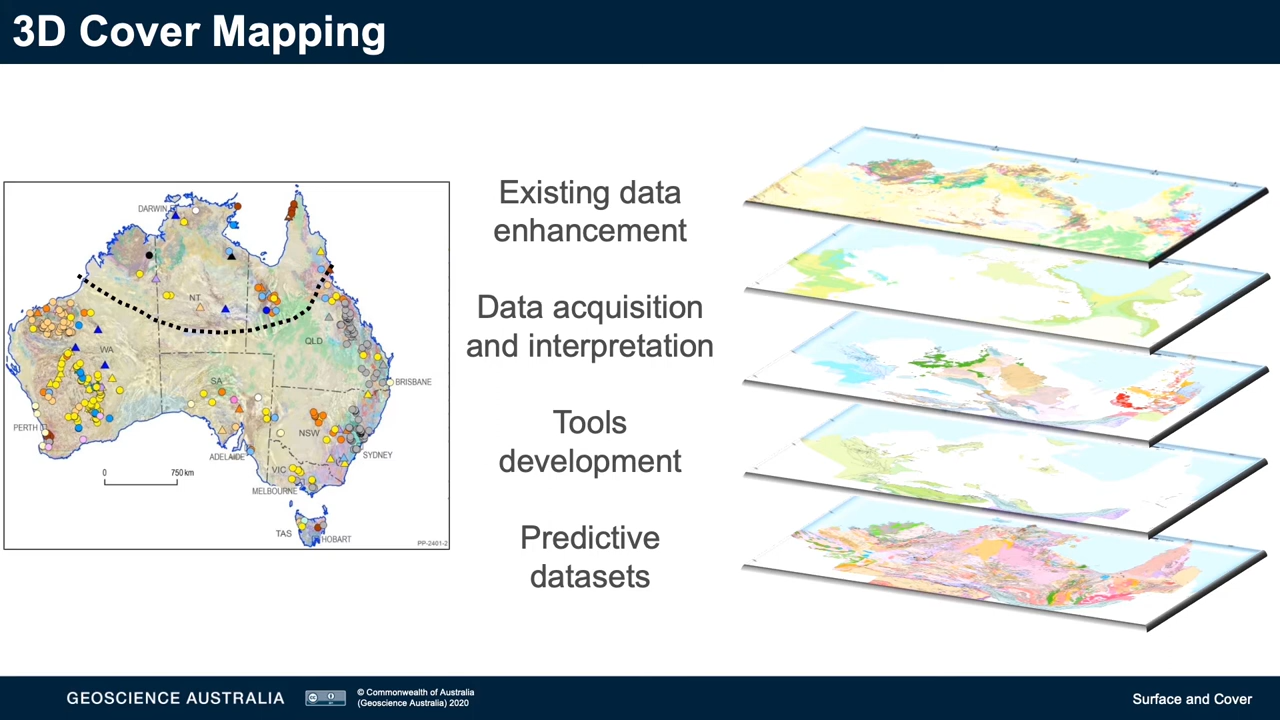 3D Cover Mapping
DARWIN
NT
WA
QLD
SA
BRISBANE
PERTH
NSW
ADELAIDE
SYDNEY
VIC
MELBOURNE
TAS
HOBART
0 750 km
PP-2401-2
Existing data
enhancement
Data acquisition
and interpretation
Tools
development
Predictive
datasets
GEOSCIENCE AUSTRALIA
cc
BY
© Commonwealth of Australia
(Geoscience Australia) 2020
Surface and Cover